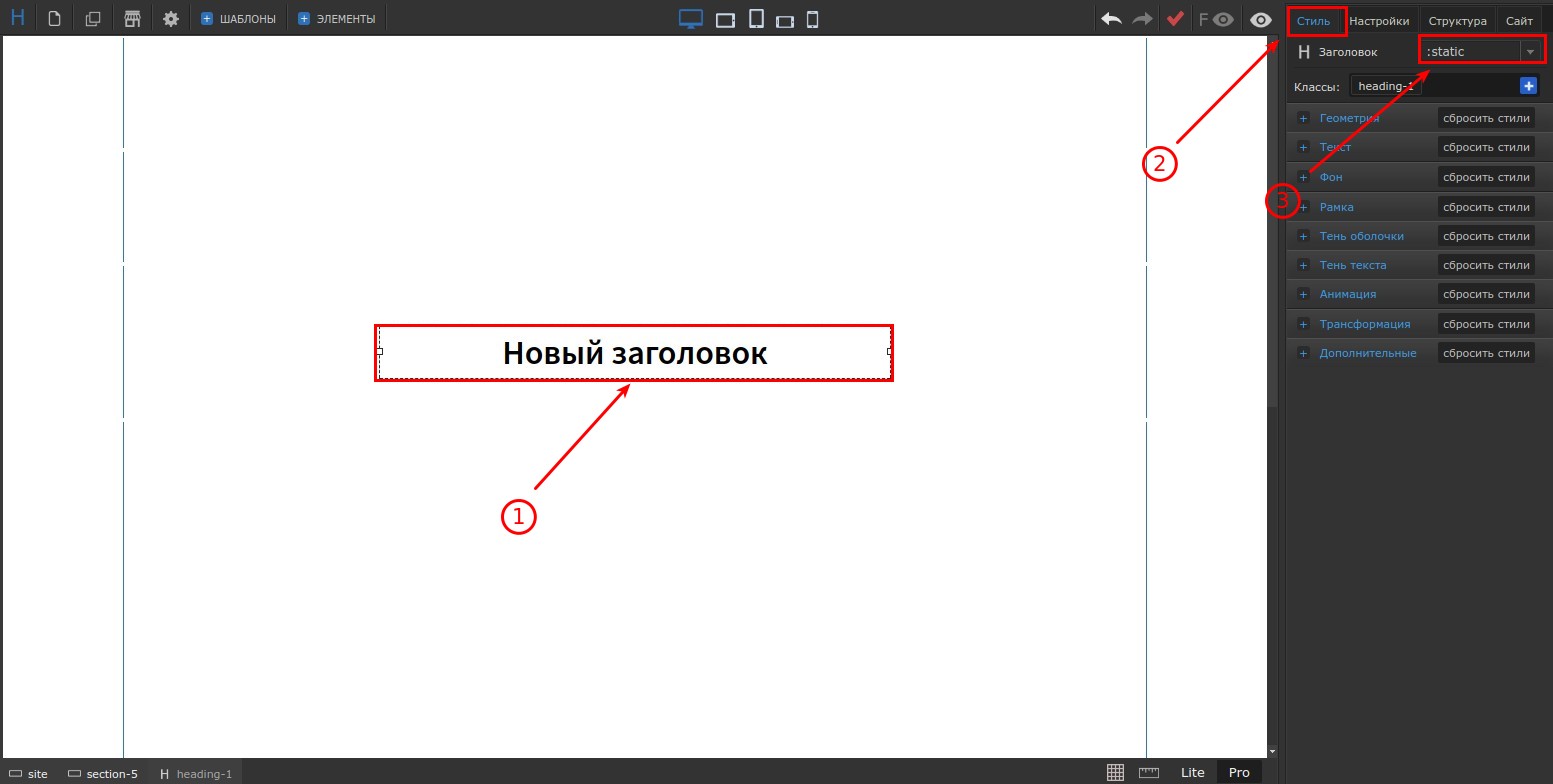 H ШАБЛОНЫ ЭЛЕМЕНТЫ F Стиль Настройки Структура Сайт
H Заголовок :static
Классы: heading-1
Геометрия сбросить стили
Текст сбросить стили
Фон сбросить стили
Рамка сбросить стили
Тень оболочки сбросить стили
Тень текста сбросить стили
Анимация сбросить стили
Трансформация сбросить стили
Дополнительные сбросить стили
2
3
Новый заголовок
1
site section-5 H heading-1 Lite Pro